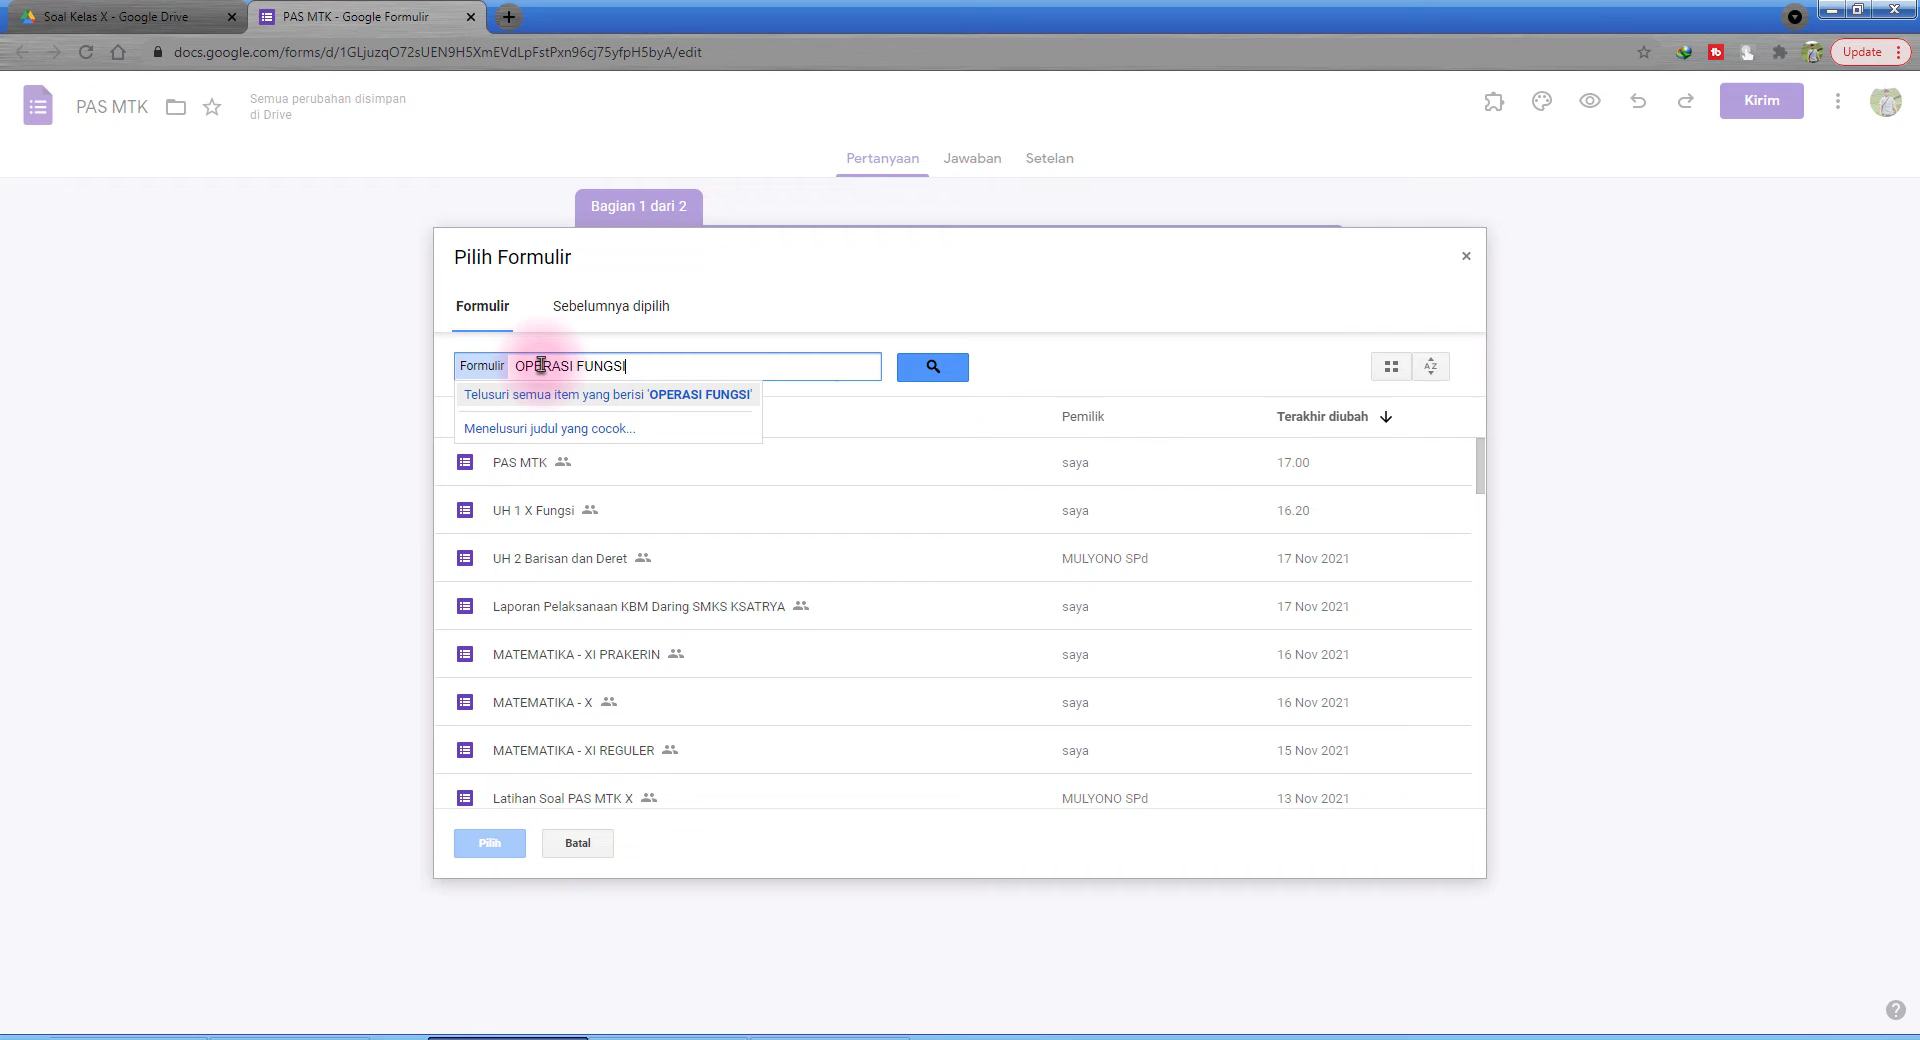 Soal Kelas X - Google Drive
PAS MTK - Google Formulir
docs.google.com/forms/d/1GLjuzqO72sUEN9H5XmEVdLpFstPxn96cj75yfpH5byA/edit
Update
PAS MTK
Semua perubahan disimpan
di Drive
Kirim
Pertanyaan
Jawaban
Setelan
Bagian 1 dari 2
Pilih Formulir
Formulir
Sebelumnya dipilih
Formulir OPERASI FUNGSI
AZ
Telusuri semua item yang berisi 'OPERASI FUNGSI'
Menelusuri judul yang cocok...
Pemilik
Terakhir diubah
PAS MTK saya 17.00
UH 1 X Fungsi saya 16.20
UH 2 Barisan dan Deret MULYONO SPd 17 Nov 2021
Laporan Pelaksanaan KBM Daring SMKS KSATRYA saya 17 Nov 2021
MATEMATIKA - XI PRAKERIN saya 16 Nov 2021
MATEMATIKA - X saya 16 Nov 2021
MATEMATIKA - XI REGULER saya 15 Nov 2021
Latihan Soal PAS MTK X MULYONO SPd 13 Nov 2021
Pilih
Batal